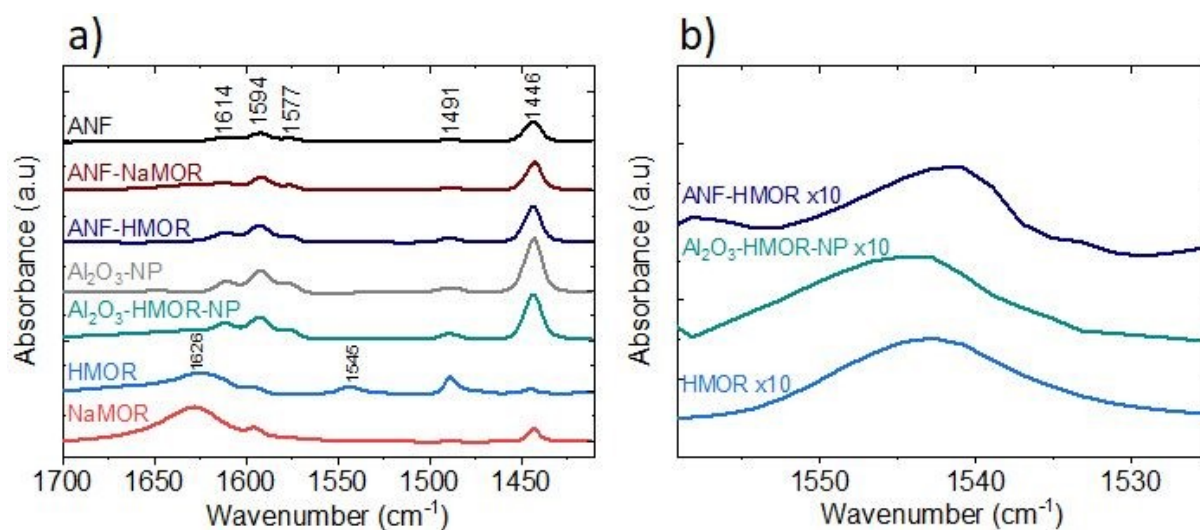 a)
b)
1614
1594
1577
1491
1446
ANF
ANF-NaMOR
ANF-HMOR
Al₂O₃-NP
Al₂O₃-HMOR-NP
1626
1545
HMOR
NaMOR
Absorbance (a.u)
1700 1650 1600 1550 1500 1450
Wavenumber (cm⁻¹)
ANF-HMOR x10
Al₂O₃-HMOR-NP x10
HMOR x10
Absorbance (a.u)
1550 1540 1530
Wavenumber (cm⁻¹)